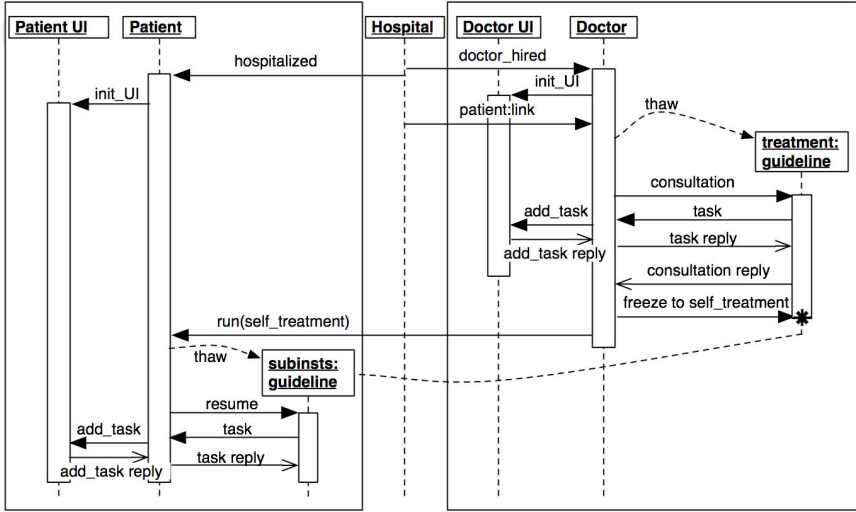 Patient UI
Patient
Hospital
Doctor UI
Doctor
hospitalized
doctor_hired
init_UI
init_UI
patient:link
thaw
treatment:
guideline
consultation
add_task
task
add_task reply
task reply
consultation reply
freeze to self_treatment
run(self_treatment)
thaw
subinsts:
guideline
resume
add_task
task
add_task reply
task reply